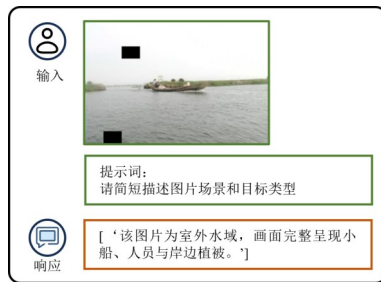 输入
提示词:
请简短描述图片场景和目标类型
[ ‘该图片为室外水域，画面完整呈现小
船、人员与岸边植被。’]
响应